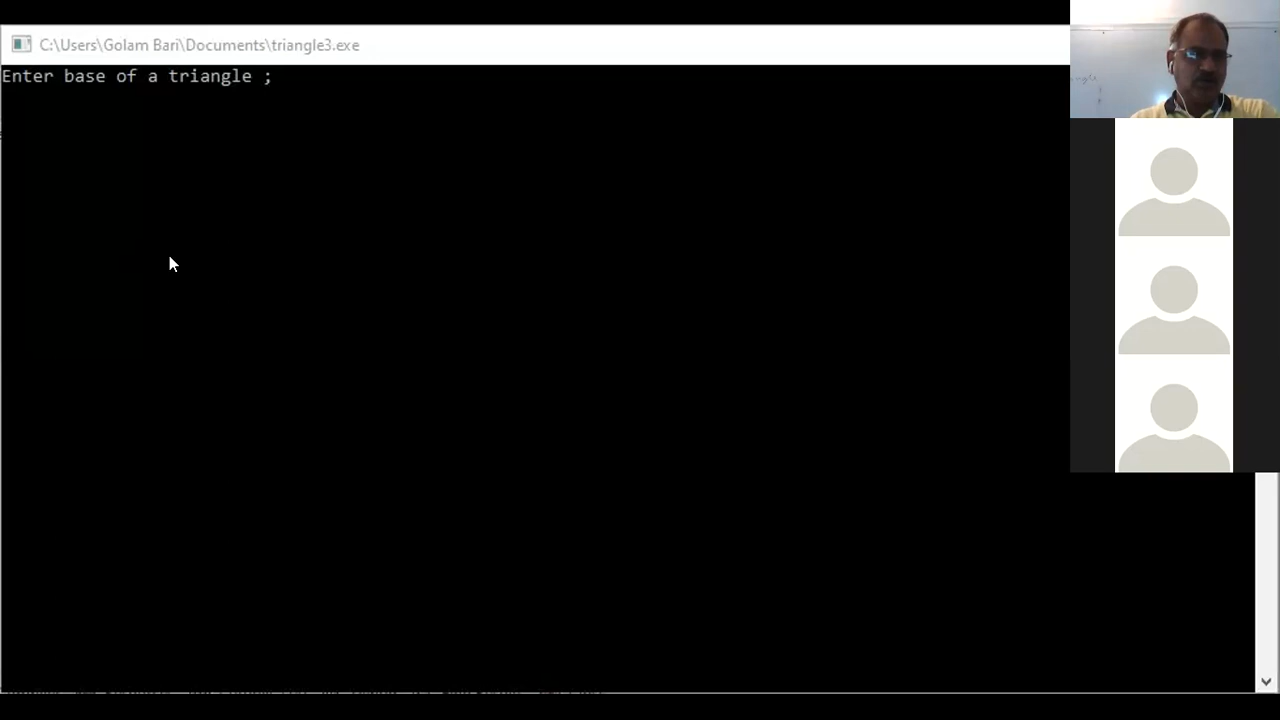 C:\Users\Golam Bari\Documents\triangle3.exe
Enter base of a triangle ;